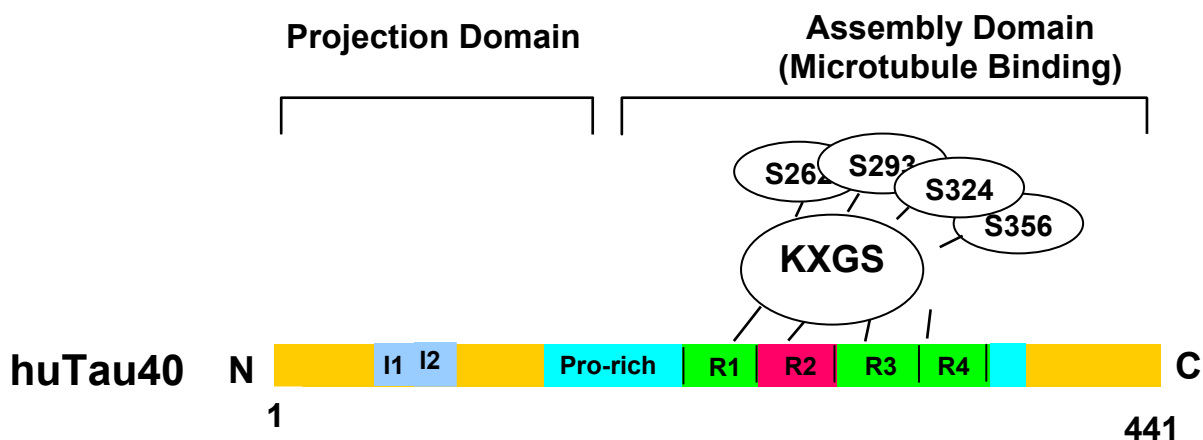 Projection Domain
Assembly Domain
(Microtubule Binding)
S262
S293
S324
S356
KXGS
huTau40 N I1 I2 Pro-rich R1 R2 R3 R4 C
1
441